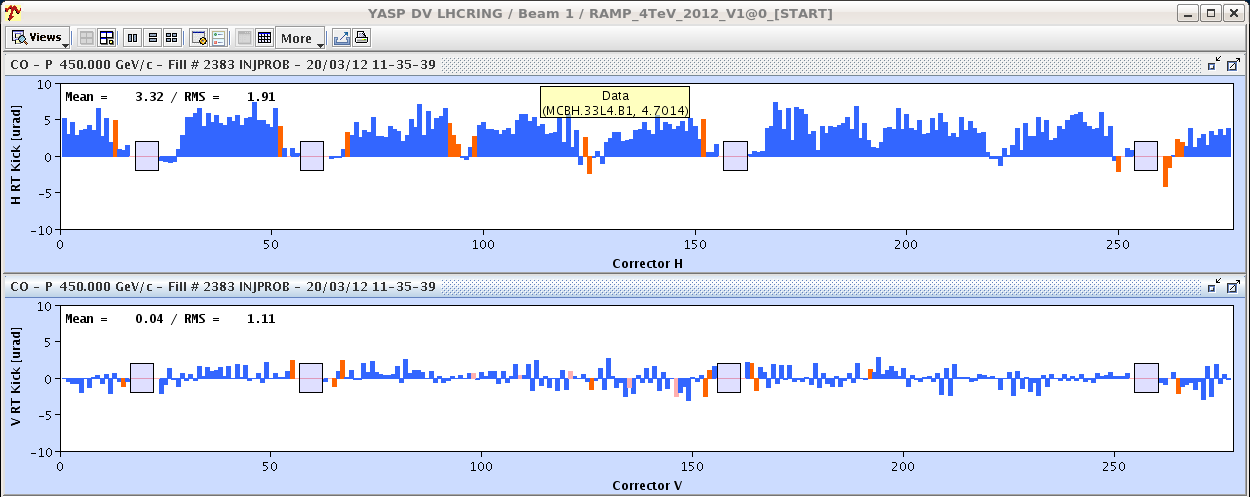 YASP DV LHCRING / Beam 1 / RAMP_4TeV_2012_V1@0_[START]
Views
More
CO - P 450.000 GeV/c - Fill # 2383 INJPROB - 20/03/12 11-35-39
Mean = 3.32 / RMS = 1.91
Data
(MCBH.33L4.B1, 4.7014)
H RT Kick [urad]
10
5
0
-5
-10
0 50 100 150 200 250
Corrector H
CO - P 450.000 GeV/c - Fill # 2383 INJPROB - 20/03/12 11-35-39
Mean = 0.04 / RMS = 1.11
V RT Kick [urad]
10
5
0
-5
-10
0 50 100 150 200 250
Corrector V